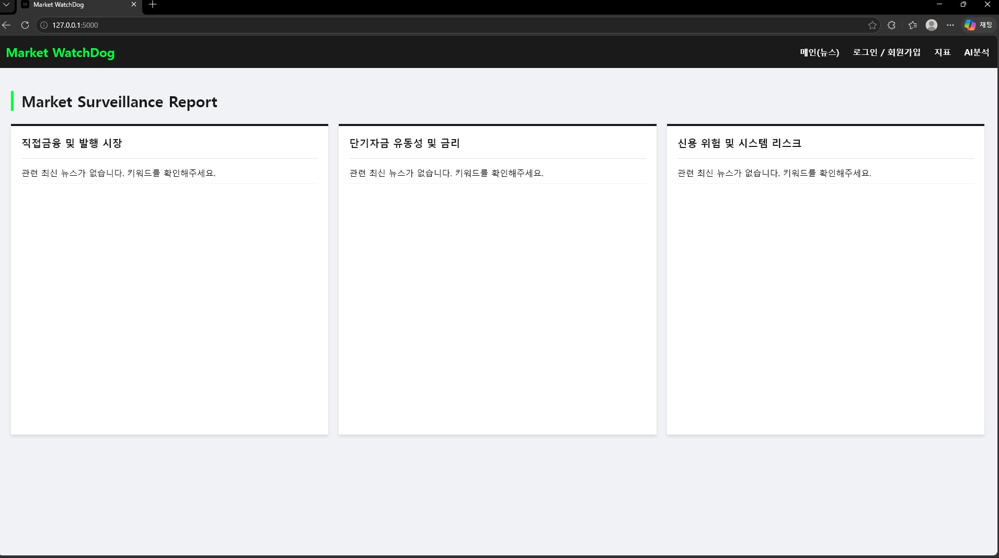 Market WatchDog
127.0.0.1:5000
채팅
Market WatchDog
메인(뉴스) 로그인 / 회원가입 지표 AI분석
Market Surveillance Report
직접금융 및 발행 시장
관련 최신 뉴스가 없습니다. 키워드를 확인해주세요.
단기자금 유동성 및 금리
관련 최신 뉴스가 없습니다. 키워드를 확인해주세요.
신용 위험 및 시스템 리스크
관련 최신 뉴스가 없습니다. 키워드를 확인해주세요.